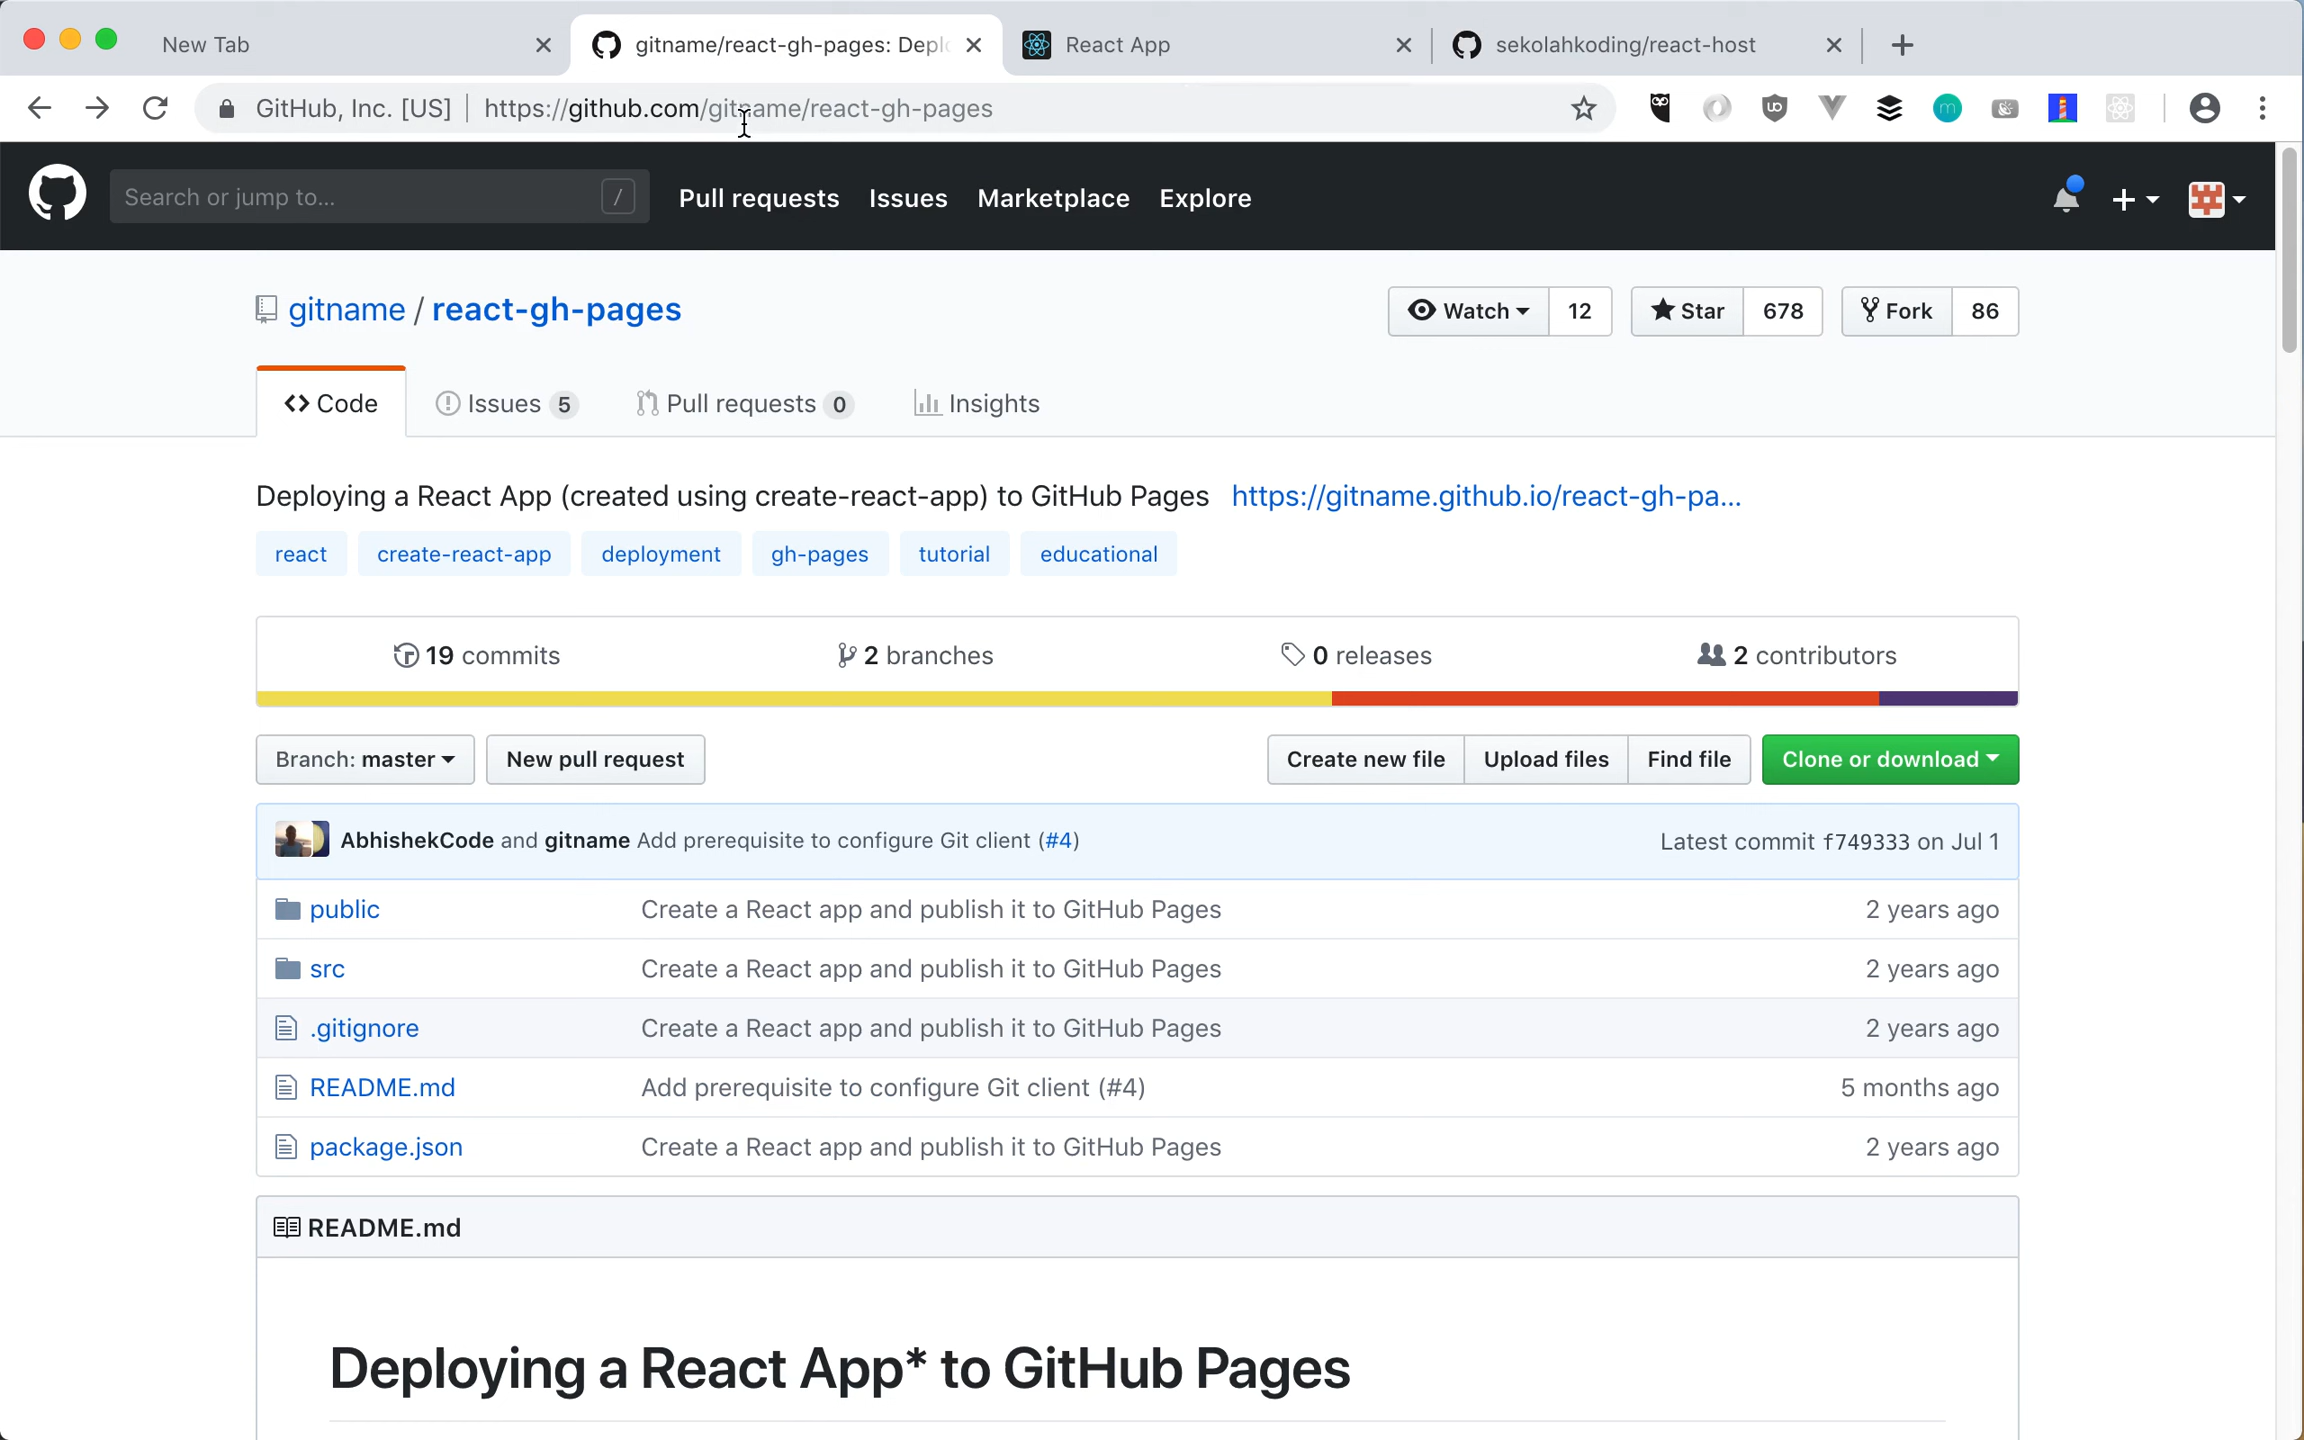 New Tab
gitname/react-gh-pages: Deplo
React App
sekolahkoding/react-host
GitHub, Inc. [US] | https://github.com/gitname/react-gh-pages
Search or jump to... /
Pull requests Issues Marketplace Explore
gitname / react-gh-pages
Watch 12 Star 678 Fork 86
Code Issues 5 Pull requests 0 Insights
Deploying a React App (created using create-react-app) to GitHub Pages https://gitname.github.io/react-gh-pa...
react create-react-app deployment gh-pages tutorial educational
19 commits 2 branches 0 releases 2 contributors
Branch: master New pull request Create new file Upload files Find file Clone or download
AbhishekCode and gitname Add prerequisite to configure Git client (#4) Latest commit f749333 on Jul 1
public Create a React app and publish it to GitHub Pages 2 years ago
src Create a React app and publish it to GitHub Pages 2 years ago
.gitignore Create a React app and publish it to GitHub Pages 2 years ago
README.md Add prerequisite to configure Git client (#4) 5 months ago
package.json Create a React app and publish it to GitHub Pages 2 years ago
README.md
Deploying a React App* to GitHub Pages